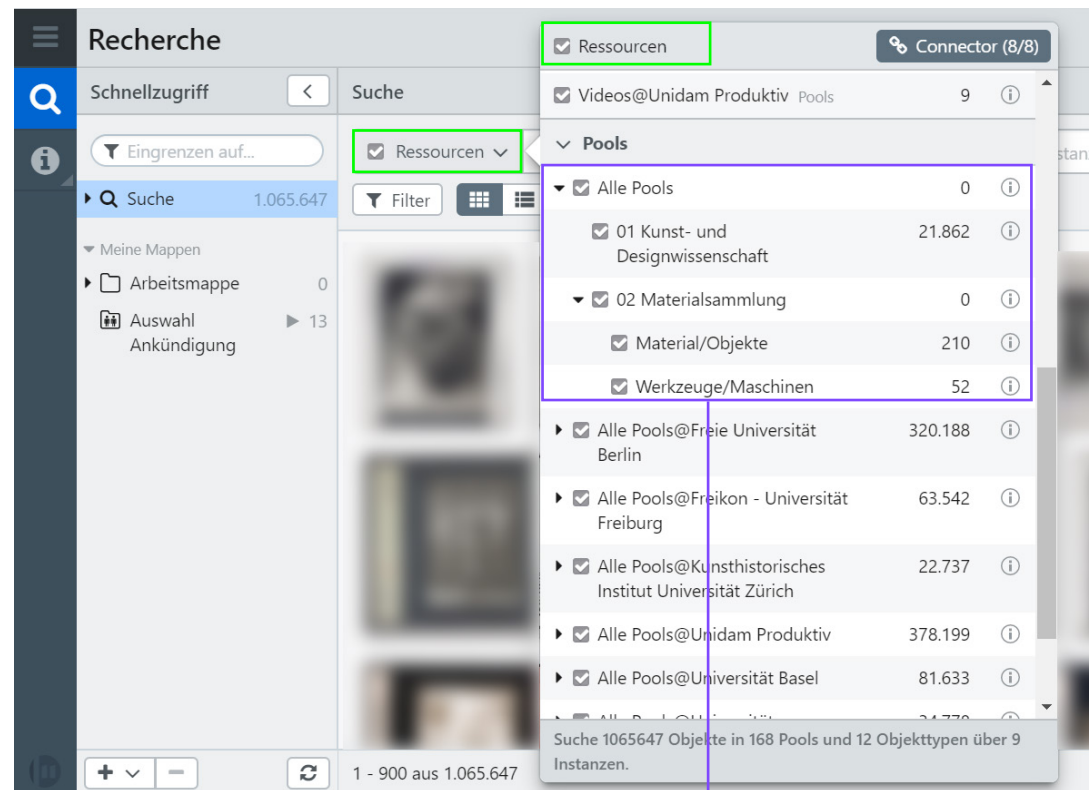 Recherche
Schnellzugriff
Eingrenzen auf...
Suche 1.065.647
Meine Mappen
Arbeitsmappe 0
Auswahl 13
Ankündigung
Suche
Ressourcen
Filter
1 - 900 aus 1.065.647
Ressourcen
Connector (8/8)
Videos@Unidam Produktiv Pools 9
Pools
Alle Pools 0
01 Kunst- und 21.862
Designwissenschaft
02 Materialsammlung 0
Material/Objekte 210
Werkzeuge/Maschinen 52
Alle Pools@Freie Universität 320.188
Berlin
Alle Pools@Freikon - Universität 63.542
Freiburg
Alle Pools@Kunsthistorisches 22.737
Institut Universität Zürich
Alle Pools@Unidam Produktiv 378.199
Alle Pools@Universität Basel 81.633
Suche 1065647 Objekte in 168 Pools und 12 Objekttypen über 9
Instanzen.